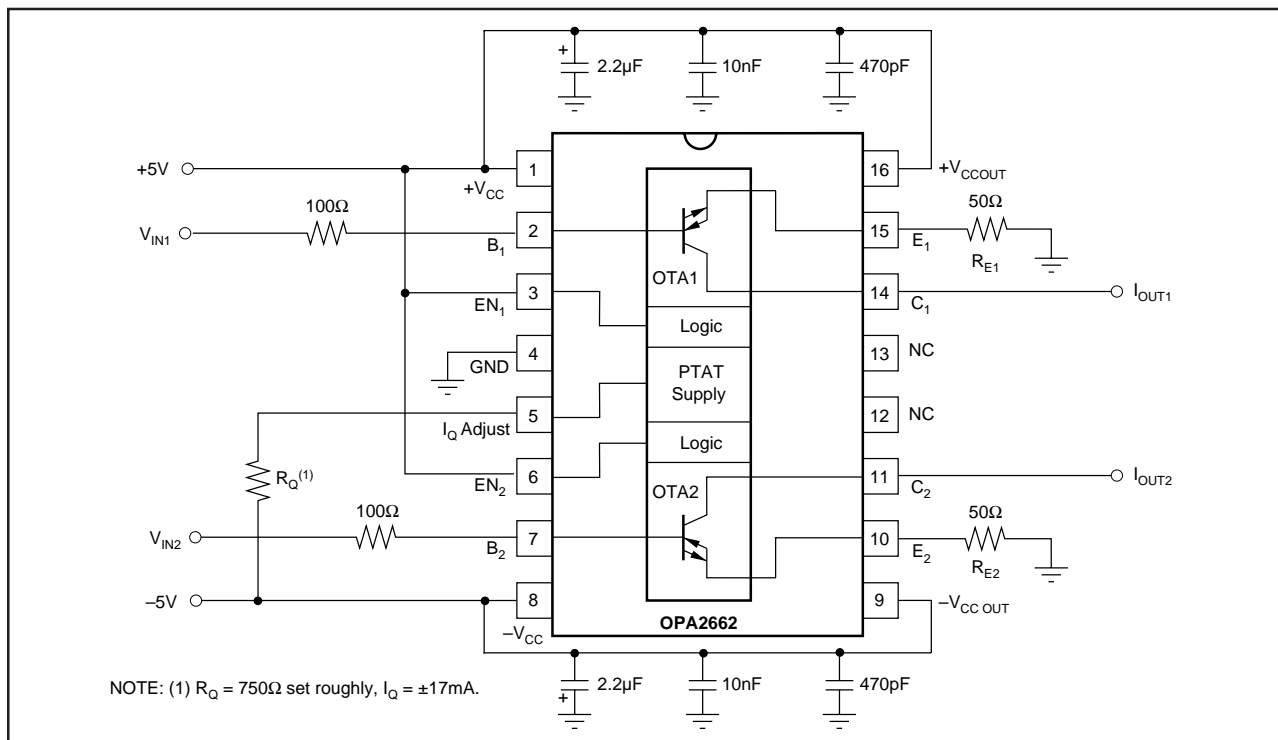 +
2.2µF
10nF
470pF
+5V
1
16
+V_CC
+V_CCOUT
100Ω
50Ω
V_IN1
2
15
B_1
E_1
R_E1
OTA1
3
14
EN_1
C_1
I_OUT1
Logic
4
13
NC
GND
PTAT
Supply
5
12
NC
I_Q Adjust
Logic
R_Q^(1)
6
11
EN_2
C_2
I_OUT2
OTA2
100Ω
50Ω
V_IN2
7
10
B_2
E_2
R_E2
–5V
8
9
–V_CC OUT
–V_CC
OPA2662
NOTE: (1) R_Q = 750Ω set roughly, I_Q = ±17mA.
2.2µF
10nF
470pF
+